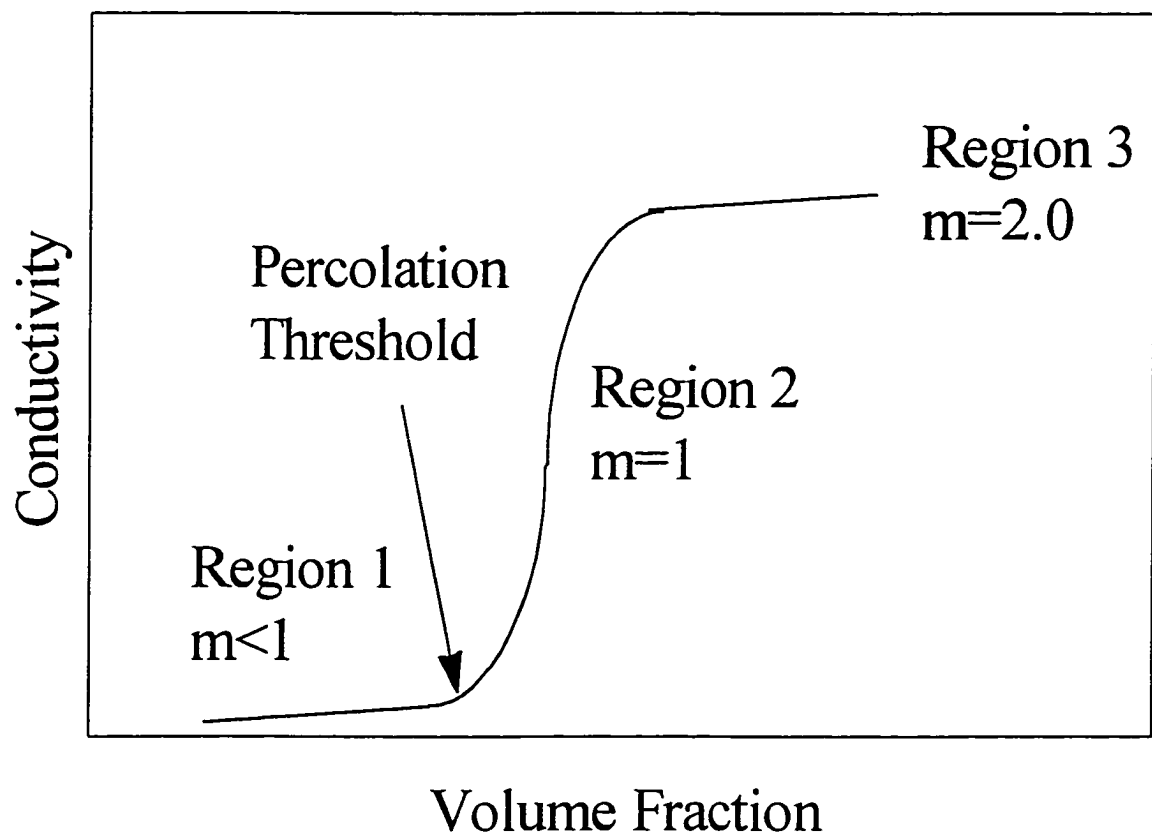 Region 3
m=2.0
Percolation
Threshold
Region 2
m=1
Region 1
m<1
Conductivity
Volume Fraction